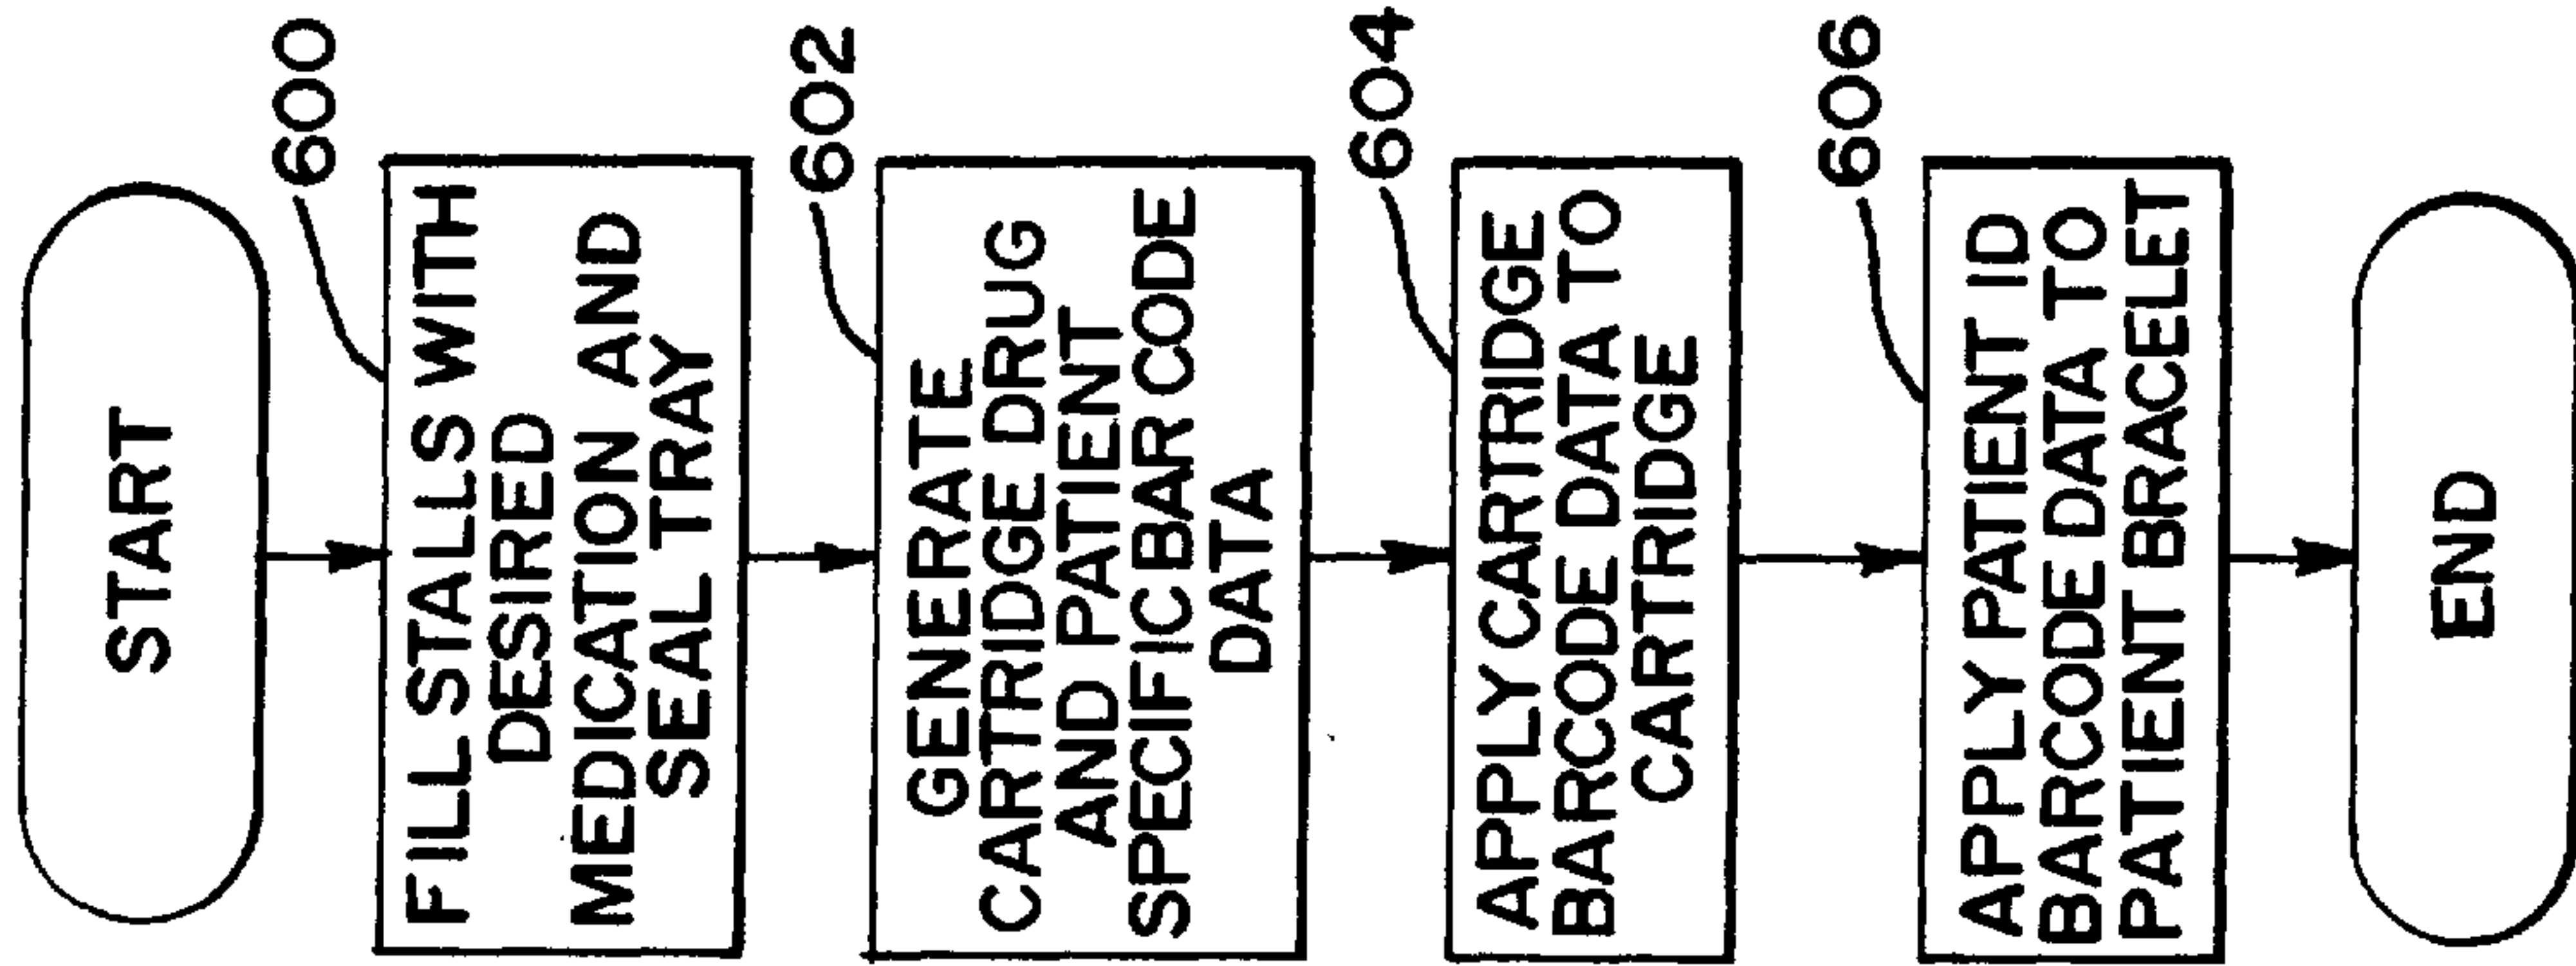 START
600
FILL STALLS WITH
DESIRED
MEDICATION AND
SEAL TRAY
602
GENERATE
CARTRIDGE DRUG
AND PATIENT
SPECIFIC BAR CODE
DATA
604
APPLY CARTRIDGE
BARCODE DATA TO
CARTRIDGE
606
APPLY PATIENT ID
BARCODE DATA TO
PATIENT BRACELET
END